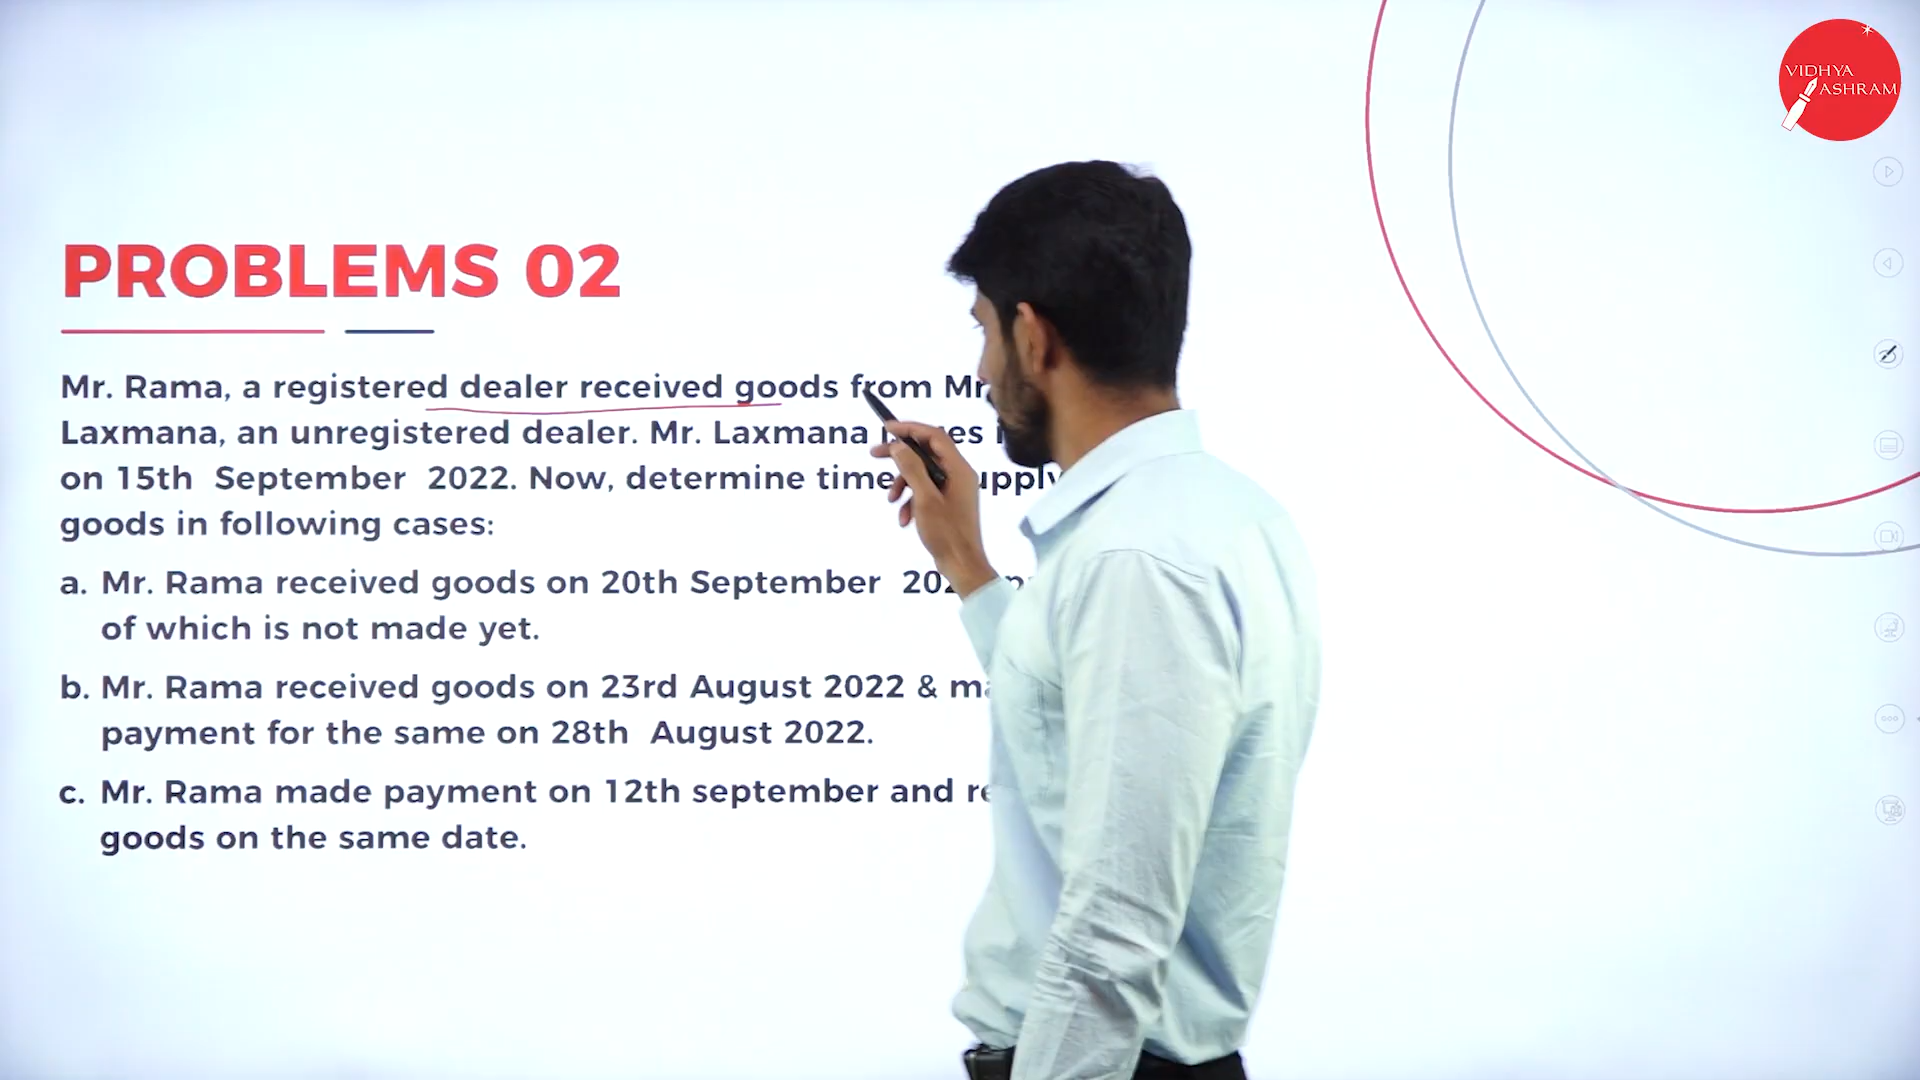 VIDHYA
ASHRAM
PROBLEMS 02
Mr. Rama, a registered dealer received goods from Mr
Laxmana, an unregistered dealer. Mr. Laxmana
on 15th September 2022. Now, determine time
goods in following cases:
a. Mr. Rama received goods on 20th September
of which is not made yet.
b. Mr. Rama received goods on 23rd August 2022 &
payment for the same on 28th August 2022.
c. Mr. Rama made payment on 12th september and
goods on the same date.